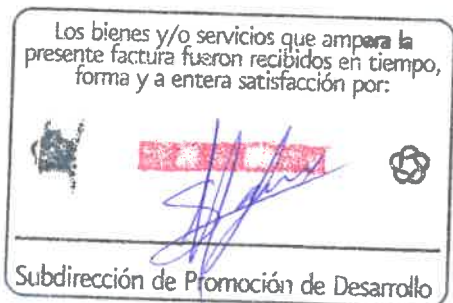 Los bienes y/o servicios que ampara la
presente factura fueron recibidos en tiempo,
forma y a entera satisfacción por:
Subdirección de Promoción de Desarrollo